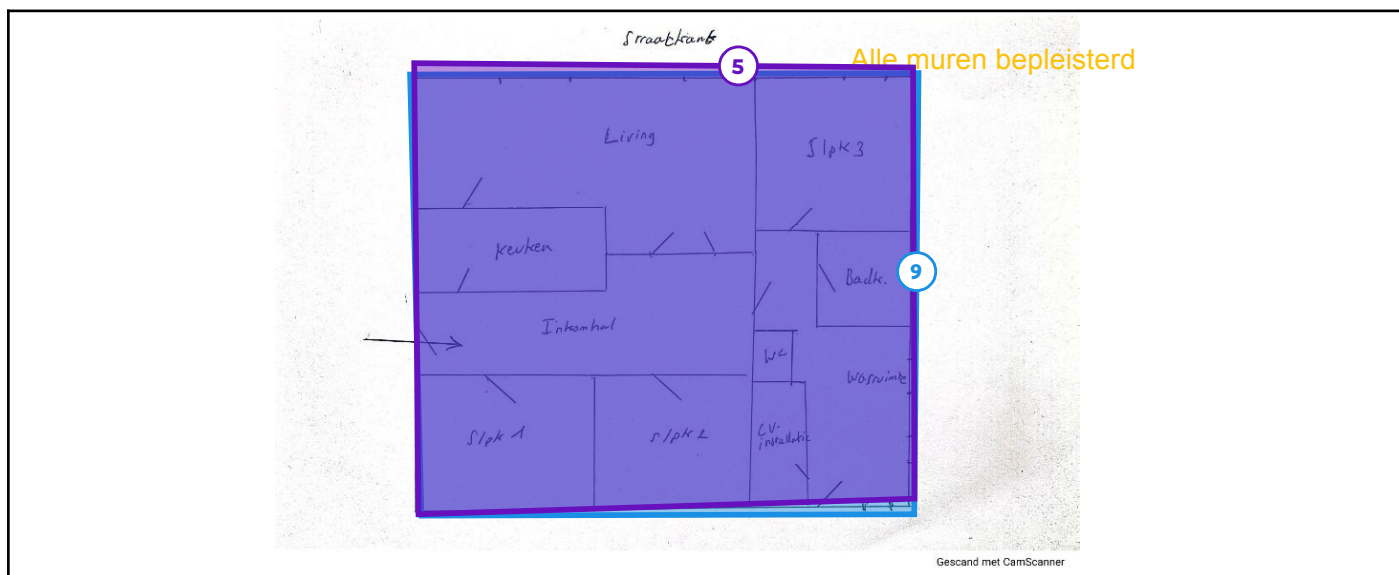 Straatkant
Alle muren bepleisterd
5
Living
Slpk 3
Keuken
9
Badk.
Inkomhal
WC
Wasruimte
Slpk 1
Slpk 2
CV-
installatie
Gescand met CamScanner